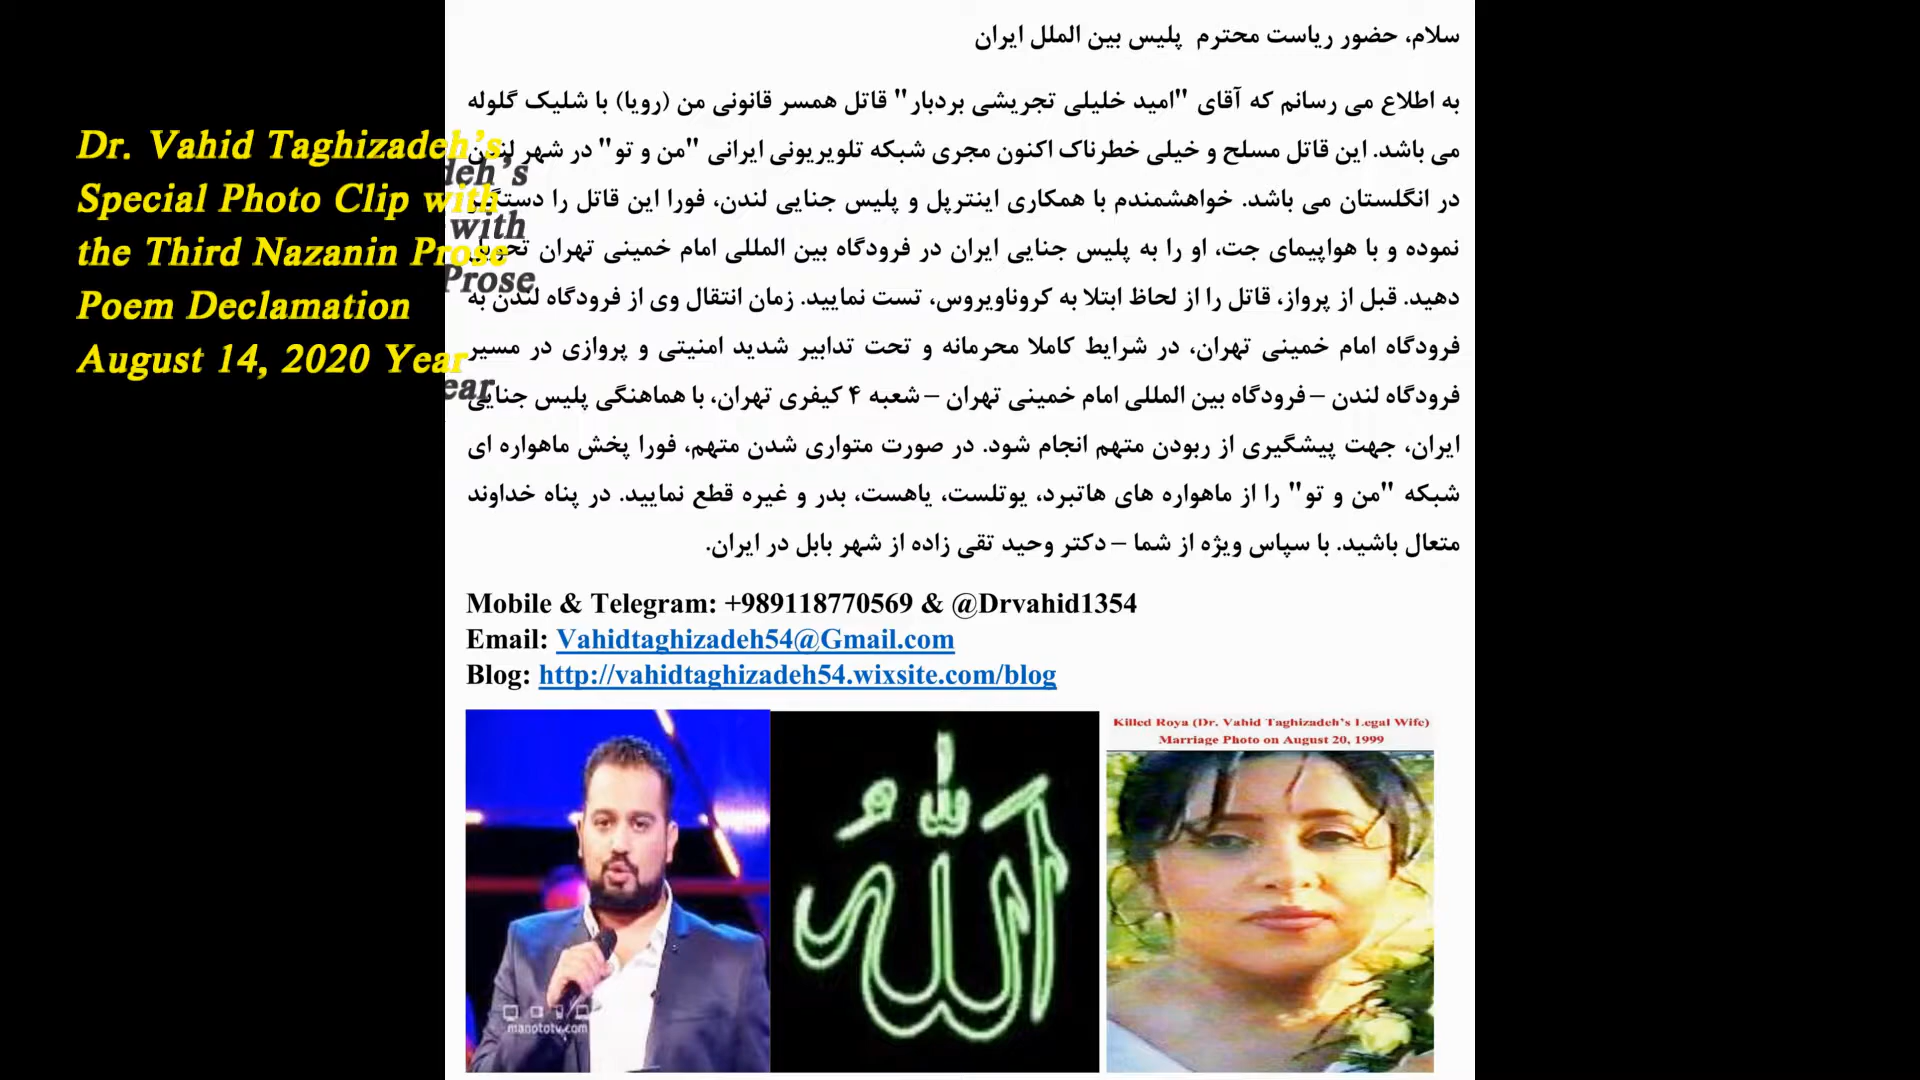 Dr. Vahid Taghizadeh's
Special Photo Clip with
the Third Nazanin Prose
Poem Declamation
August 14, 2020 Year
سلام، حضور ریاست محترم پلیس بین الملل ایران
به اطلاع می رسانم که آقای "امید خلیلی تجریشی بردبار" قاتل همسر قانونی من (رویا) با شلیک گلوله
می باشد. این قاتل مسلح و خیلی خطرناک اکنون مجری شبکه تلویریونی ایرانی "من و تو" در شهر لندن
در انگلستان می باشد. خواهشمندم با همکاری اینترپل و پلیس جنایی لندن، فورا این قاتل را دستگیر
نموده و با هواپیمای جت، او را به پلیس جنایی ایران در فرودگاه بین المللی امام خمینی تهران تحویل
دهید. قبل از پرواز، قاتل را از لحاظ ابتلا به کروناویروس، تست نمایید. زمان انتقال وی از فرودگاه لندن به
فرودگاه امام خمینی تهران، در شرایط کاملا محرمانه و تحت تدابیر شدید امنیتی و پروازی در مسیر
فرودگاه لندن – فرودگاه بین المللی امام خمینی تهران – شعبه ۴ کیفری تهران، با هماهنگی پلیس جنایی
ایران، جهت پیشگیری از ربودن متهم انجام شود. در صورت متواری شدن متهم، فورا پخش ماهواره ای
شبکه "من و تو" را از ماهواره های هاتبرد، یوتلست، یاهست، بدر و غیره قطع نمایید. در پناه خداوند
متعال باشید. با سپاس ویژه از شما – دکتر وحید تقی زاده از شهر بابل در ایران.
Mobile & Telegram: +989118770569 & @Drvahid1354
Email: Vahidtaghizadeh54@Gmail.com
Blog: http://vahidtaghizadeh54.wixsite.com/blog
manototv.com
الله
Killed Roya (Dr. Vahid Taghizadeh's Legal Wife)
Marriage Photo on August 20, 1999